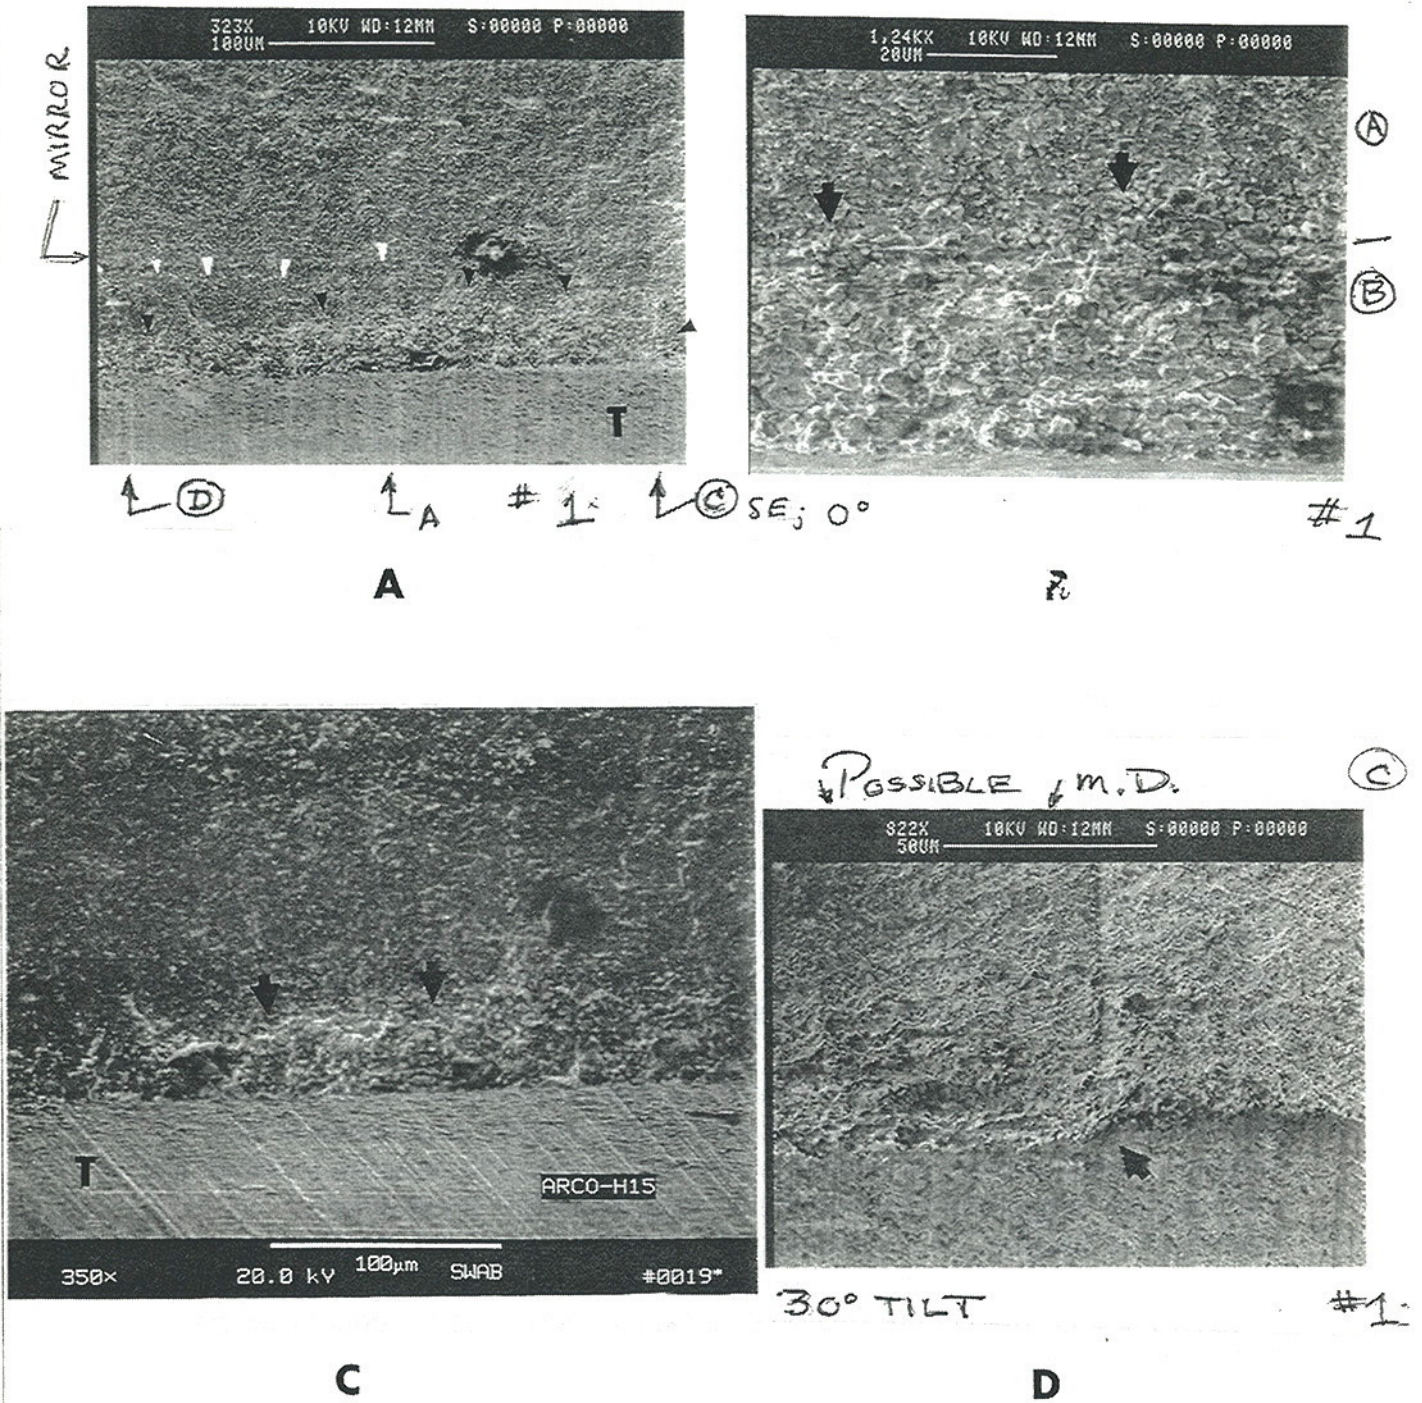 MIRROR
323X 10KV WD:12MM S:00000 P:00000
100UM
T
D
A
# 1.
C
A
1,24KX 10KV WD:12MM S:00000 P:00000
20UM
A
B
SE; 0°
#1
T
ARCO-H15
350× 20.0 kV 100µm SWAB #0019*
C
POSSIBLE M.D.
C
822X 10KV WD:12MM S:00000 P:00000
50UM
30° TILT
#1.
D